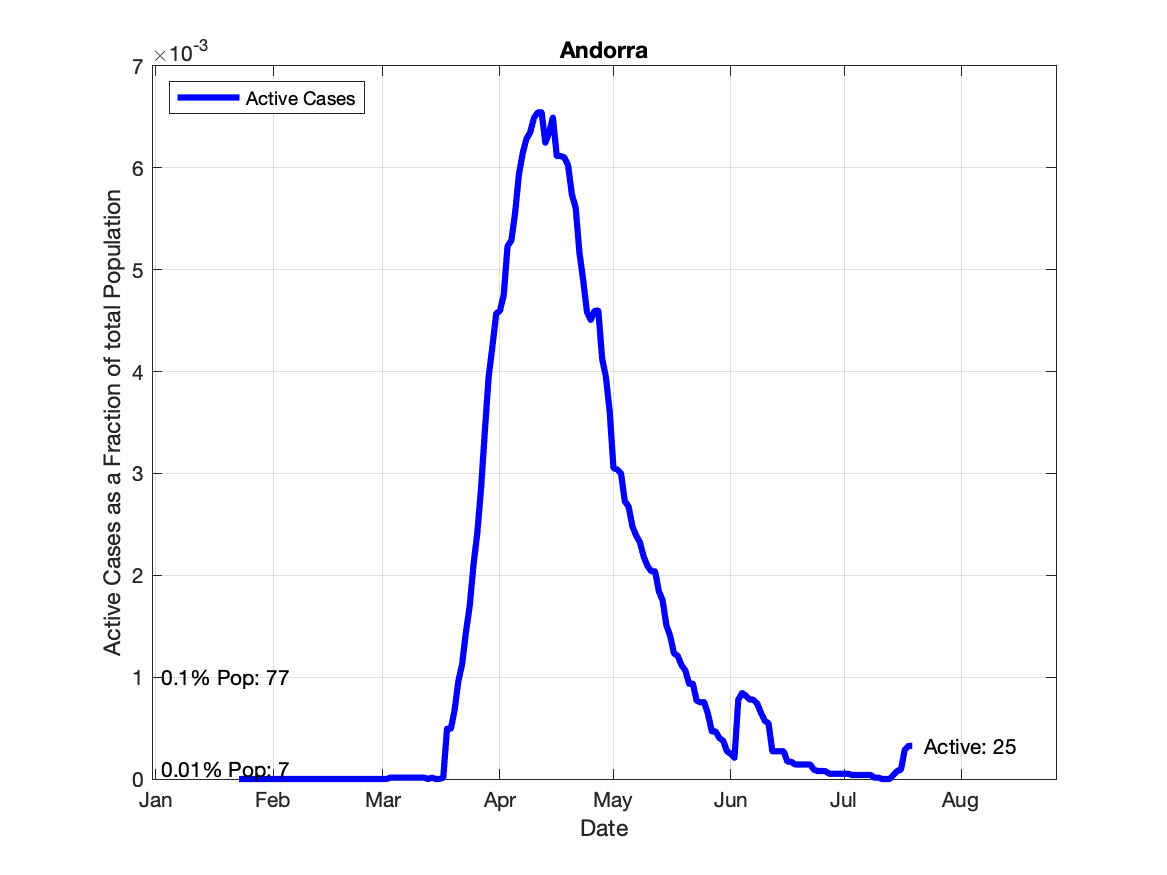 Andorra
×10-3
Active Cases
7
6
5
4
3
2
1
0
Active Cases as a Fraction of total Population
0.1% Pop: 77
0.01% Pop: 7
Active: 25
Jan Feb Mar Apr May Jun Jul Aug
Date